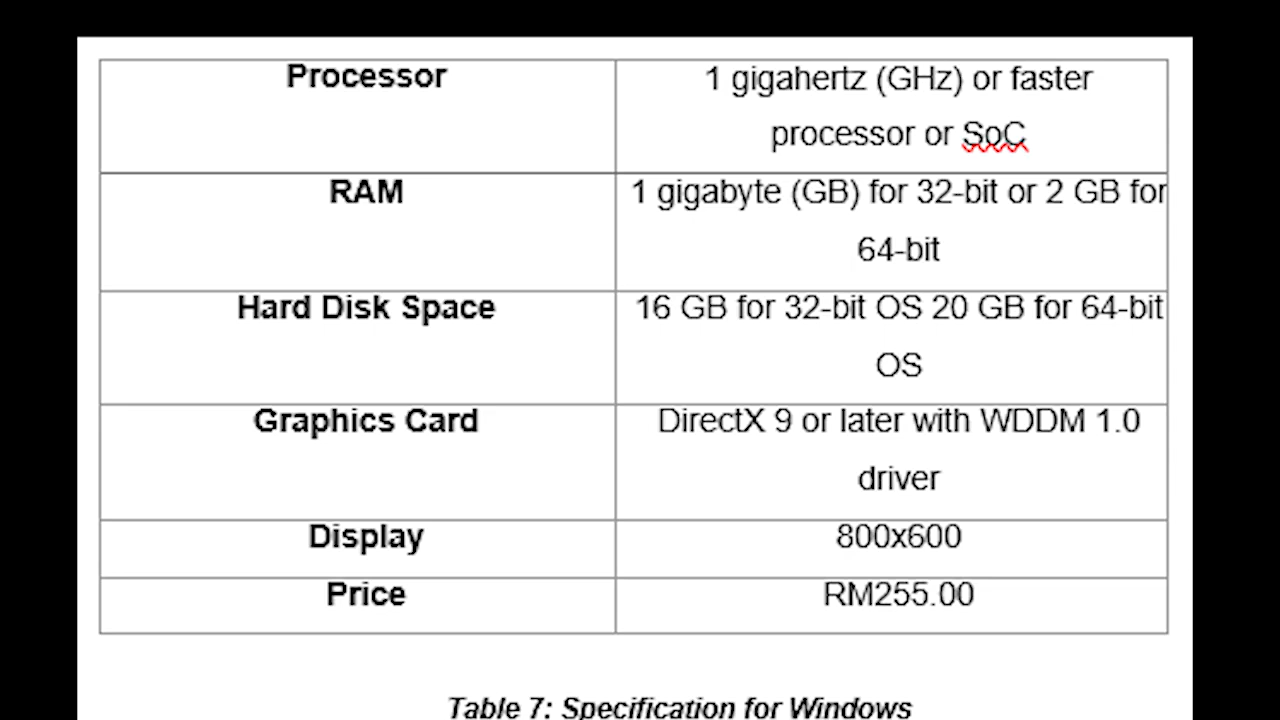 Processor
1 gigahertz (GHz) or faster
processor or SoC
RAM
1 gigabyte (GB) for 32-bit or 2 GB for
64-bit
Hard Disk Space
16 GB for 32-bit OS 20 GB for 64-bit
OS
Graphics Card
DirectX 9 or later with WDDM 1.0
driver
Display
800x600
Price
RM255.00
Table 7: Specification for Windows